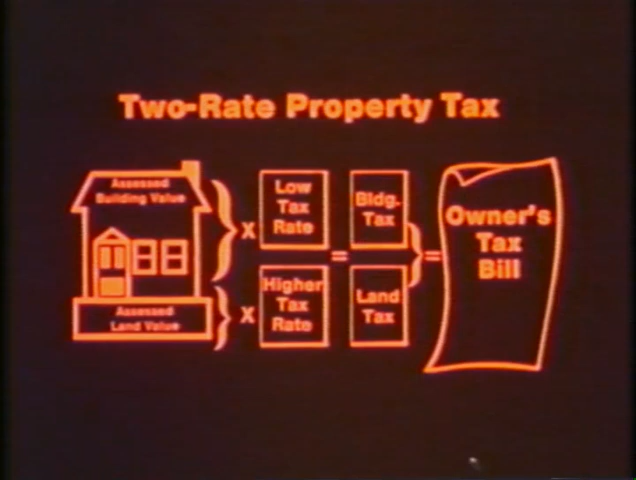 Two-Rate Property Tax
Assessed
Building Value
Low
Tax
Rate
Bldg.
Tax
Owner's
Tax
Bill
x
=
=
Assessed
Land Value
x
Higher
Tax
Rate
Land
Tax